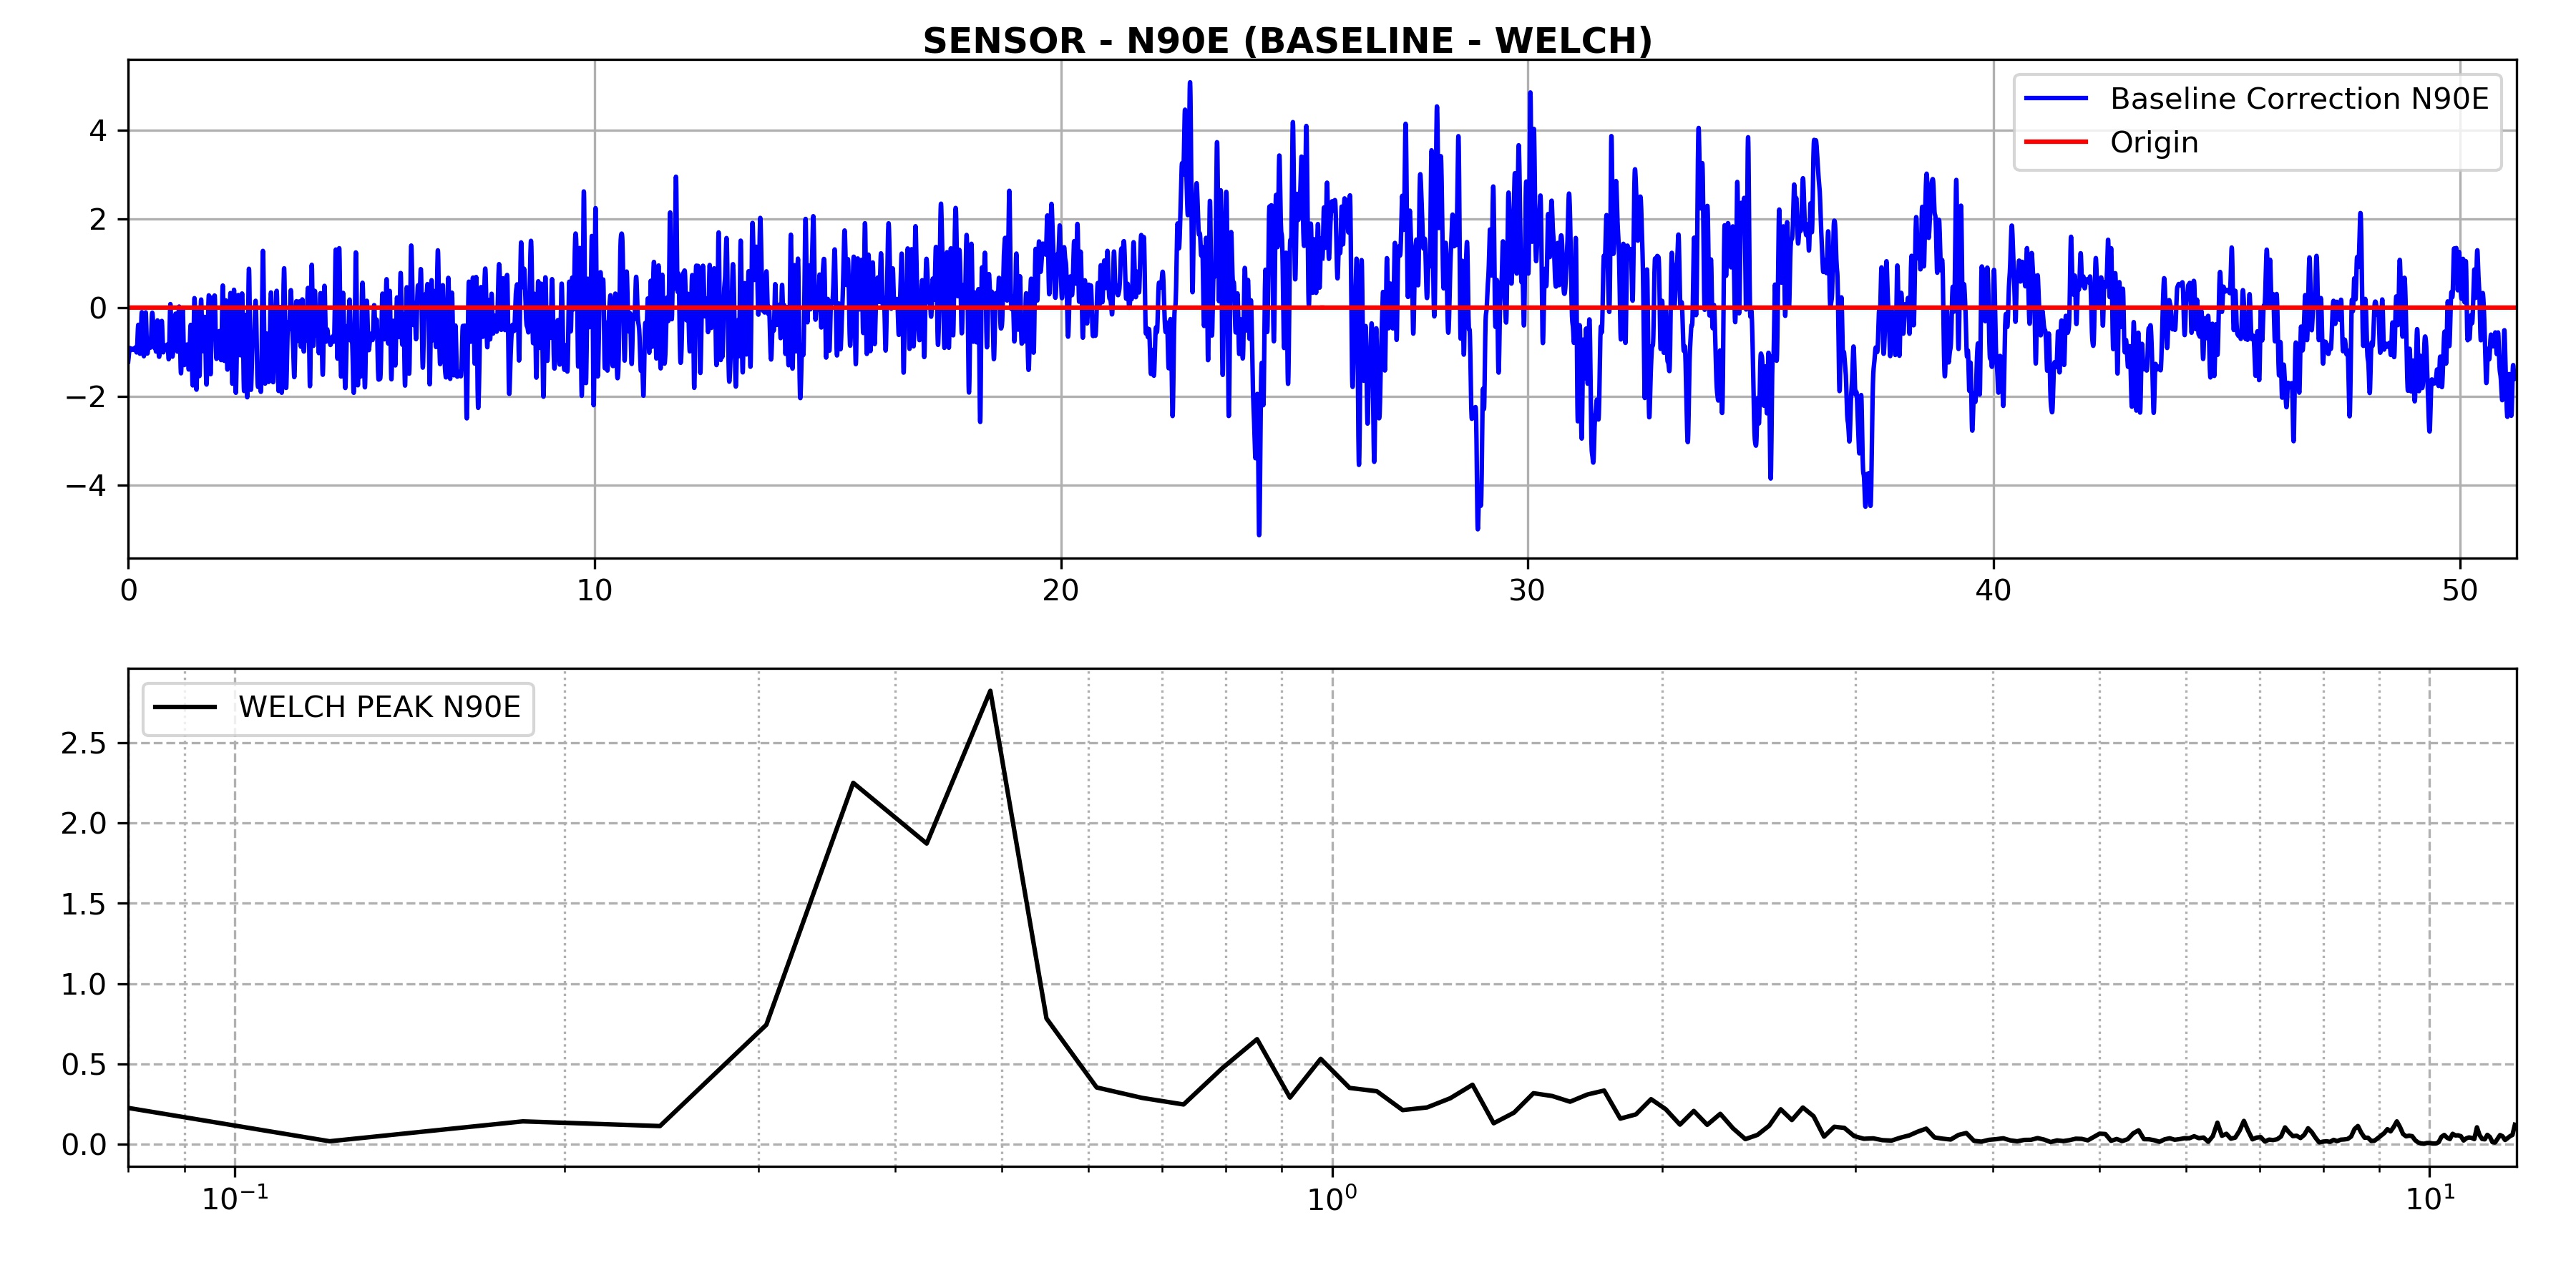 SENSOR - N90E (BASELINE - WELCH)
Baseline Correction N90E
Origin
4
2
0
−2
−4
0 10 20 30 40 50
WELCH PEAK N90E
2.5
2.0
1.5
1.0
0.5
0.0
10⁻¹ 10⁰ 10¹